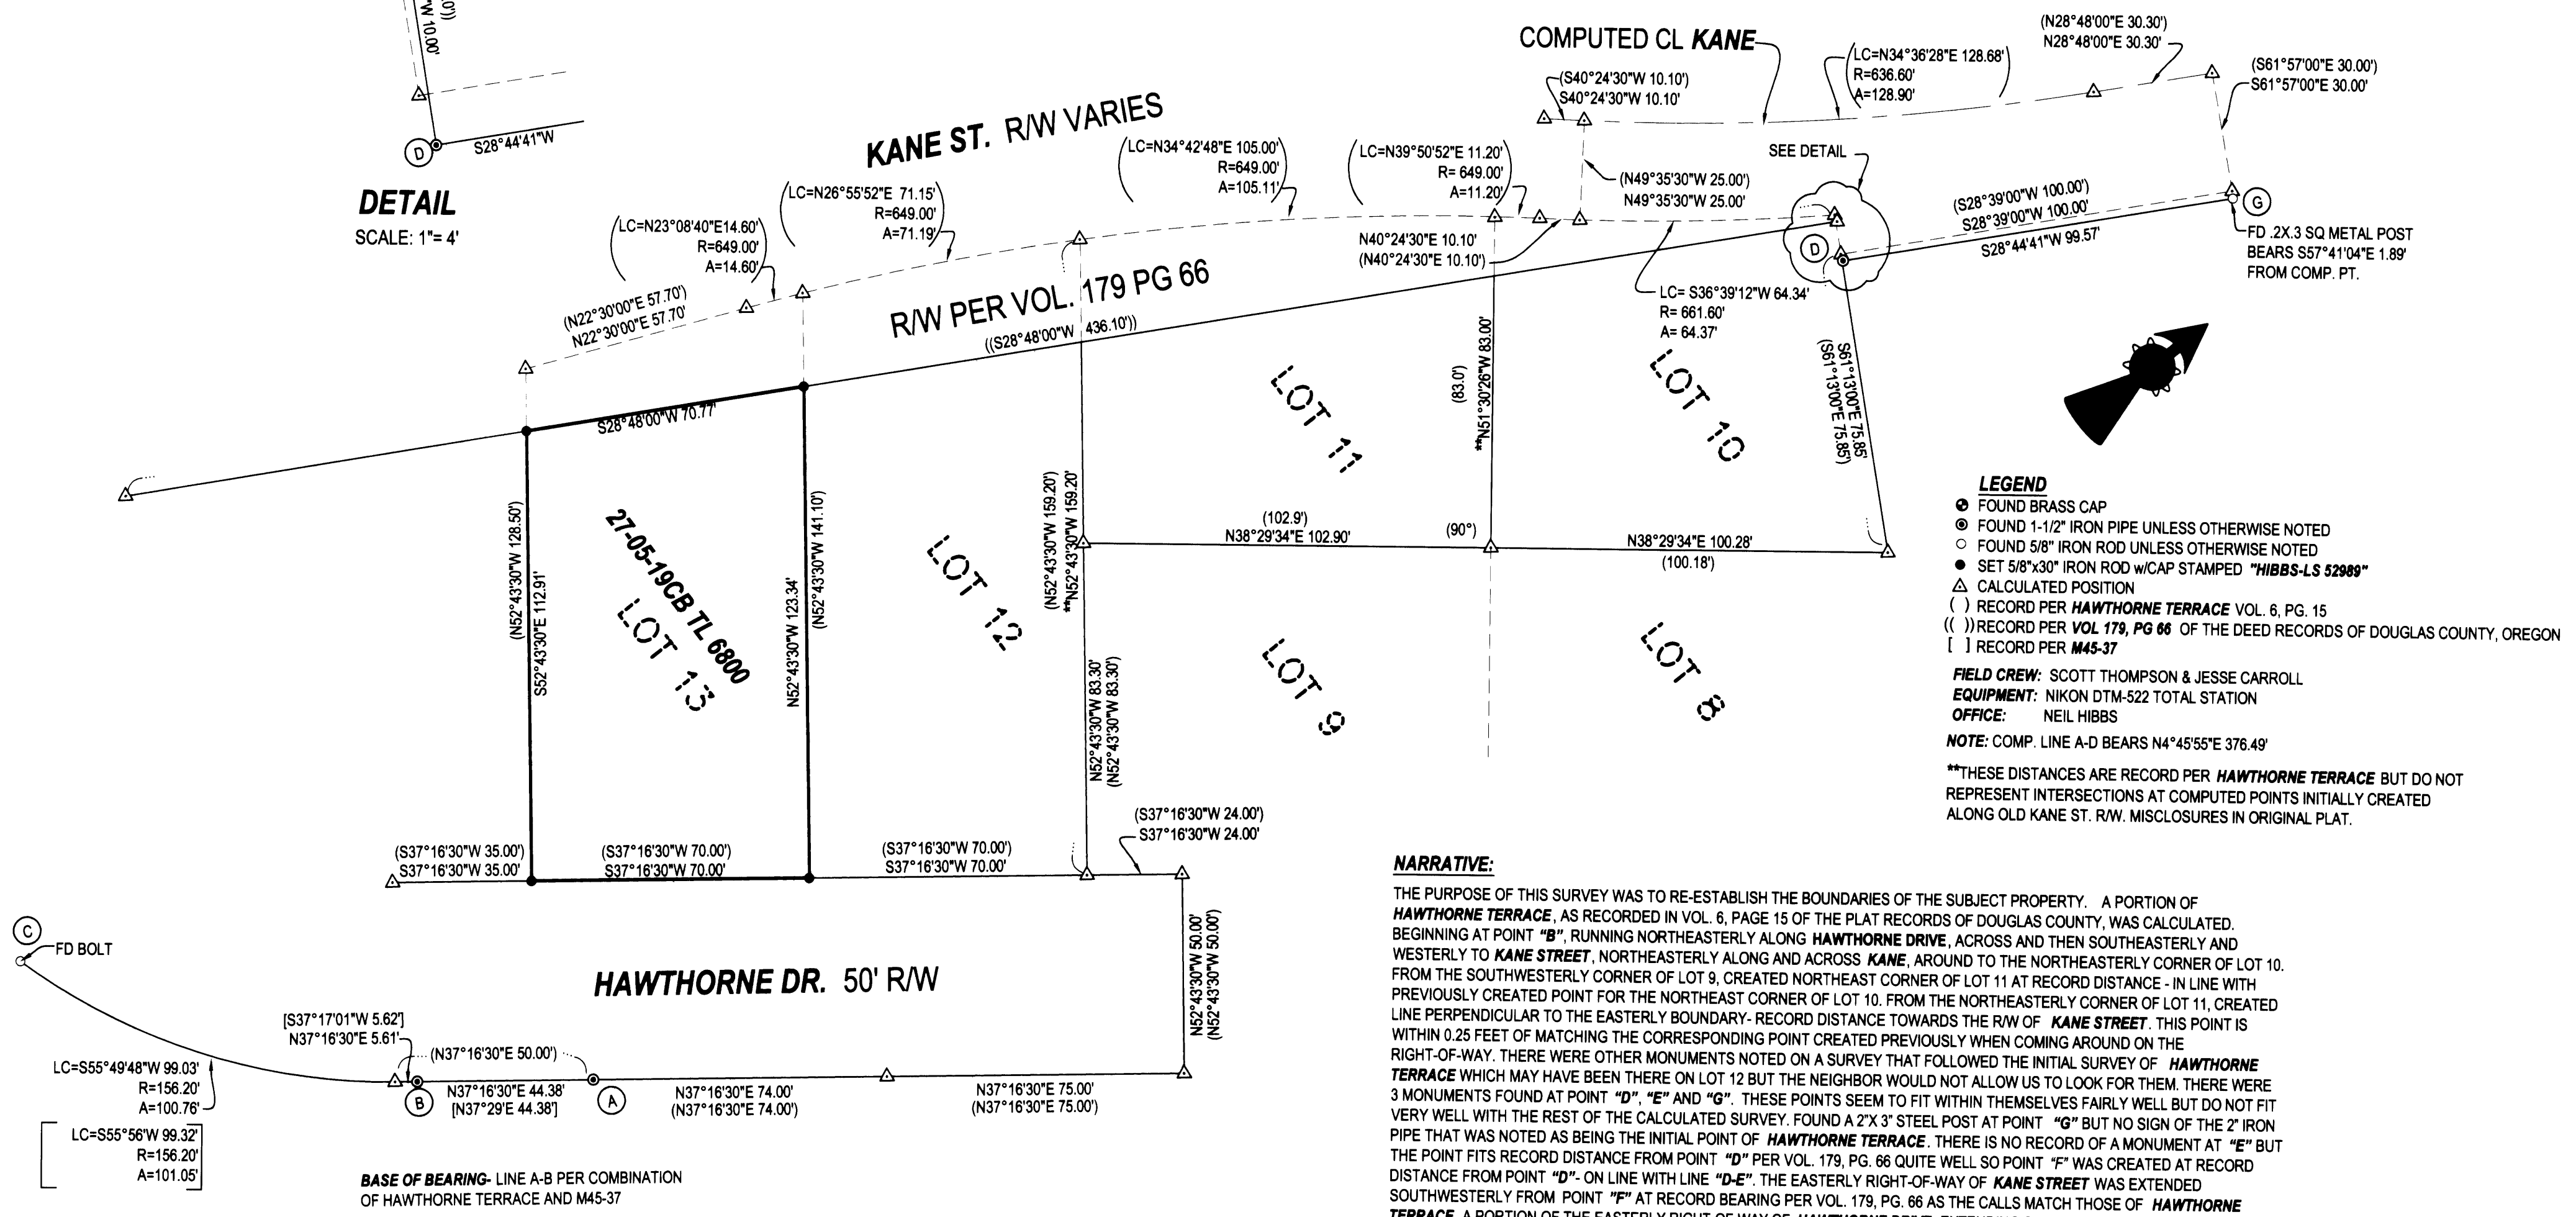 W 10.00'
0'))
D
S28°44'41"W
DETAIL
SCALE: 1"= 4'
KANE ST. R/W VARIES
COMPUTED CL KANE
(S40°24'30"W 10.10')
S40°24'30"W 10.10'
(LC=N34°36'28"E 128.68'
R=636.60'
A=128.90')
(N28°48'00"E 30.30')
N28°48'00"E 30.30'
(S61°57'00"E 30.00')
S61°57'00"E 30.00'
(LC=N34°42'48"E 105.00'
R=649.00'
A=105.11')
(LC=N39°50'52"E 11.20'
R= 649.00'
A=11.20')
SEE DETAIL
(N49°35'30"W 25.00')
N49°35'30"W 25.00'
(S28°39'00"W 100.00')
S28°39'00"W 100.00'
S28°44'41"W 99.57'
G
D
FD .2X.3 SQ METAL POST
BEARS S57°41'04"E 1.89'
FROM COMP. PT.
(LC=N26°55'52"E 71.15'
R=649.00'
A=71.19')
(LC=N23°08'40"E14.60'
R=649.00'
A=14.60')
(N22°30'00"E 57.70')
N22°30'00"E 57.70'
N40°24'30"E 10.10'
(N40°24'30"E 10.10')
LC= S36°39'12"W 64.34'
R= 661.60'
A= 64.37'
R/W PER VOL. 179 PG 66
((S28°48'00"W 436.10'))
S28°48'00"W 70.77'
(83.0')
**N51°30'26"W 83.00'
S61°13'00"E 75.85'
(S61°13'00"E 75.85')
LOT 11
LOT 10
(N52°43'30"W 128.50')
S52°43'30"E 112.91'
27-05-19CB TL 6800
LOT 13
N52°43'30"W 123.34'
(N52°43'30"W 141.10')
LOT 12
(N52°43'30"W 159.20')
**N52°43'30"W 159.20'
(102.9')
N38°29'34"E 102.90'
(90°)
N38°29'34"E 100.28'
(100.18')
N52°43'30"W 83.30'
(N52°43'30"W 83.30')
LOT 9
LOT 8
(S37°16'30"W 24.00')
S37°16'30"W 24.00'
(S37°16'30"W 35.00')
S37°16'30"W 35.00'
(S37°16'30"W 70.00')
S37°16'30"W 70.00'
(S37°16'30"W 70.00')
S37°16'30"W 70.00'
N52°43'30"W 50.00'
(N52°43'30"W 50.00')
C
FD BOLT
HAWTHORNE DR. 50' R/W
[S37°17'01"W 5.62']
N37°16'30"E 5.61'
(N37°16'30"E 50.00')
LC=S55°49'48"W 99.03'
R=156.20'
A=100.76'
B
N37°16'30"E 44.38'
[N37°29'E 44.38']
A
N37°16'30"E 74.00'
(N37°16'30"E 74.00')
N37°16'30"E 75.00'
(N37°16'30"E 75.00')
[LC=S55°56'W 99.32'
R=156.20'
A=101.05']
BASE OF BEARING- LINE A-B PER COMBINATION
OF HAWTHORNE TERRACE AND M45-37
LEGEND
FOUND BRASS CAP
FOUND 1-1/2" IRON PIPE UNLESS OTHERWISE NOTED
FOUND 5/8" IRON ROD UNLESS OTHERWISE NOTED
SET 5/8"x30" IRON ROD w/CAP STAMPED "HIBBS-LS 52989"
CALCULATED POSITION
( ) RECORD PER HAWTHORNE TERRACE VOL. 6, PG. 15
(( )) RECORD PER VOL 179, PG 66 OF THE DEED RECORDS OF DOUGLAS COUNTY, OREGON
[ ] RECORD PER M45-37
FIELD CREW: SCOTT THOMPSON & JESSE CARROLL
EQUIPMENT: NIKON DTM-522 TOTAL STATION
OFFICE: NEIL HIBBS
NOTE: COMP. LINE A-D BEARS N4°45'55"E 376.49'
**THESE DISTANCES ARE RECORD PER HAWTHORNE TERRACE BUT DO NOT
REPRESENT INTERSECTIONS AT COMPUTED POINTS INITIALLY CREATED
ALONG OLD KANE ST. R/W. MISCLOSURES IN ORIGINAL PLAT.
NARRATIVE:
THE PURPOSE OF THIS SURVEY WAS TO RE-ESTABLISH THE BOUNDARIES OF THE SUBJECT PROPERTY. A PORTION OF
HAWTHORNE TERRACE, AS RECORDED IN VOL. 6, PAGE 15 OF THE PLAT RECORDS OF DOUGLAS COUNTY, WAS CALCULATED.
BEGINNING AT POINT "B", RUNNING NORTHEASTERLY ALONG HAWTHORNE DRIVE, ACROSS AND THEN SOUTHEASTERLY AND
WESTERLY TO KANE STREET, NORTHEASTERLY ALONG AND ACROSS KANE, AROUND TO THE NORTHEASTERLY CORNER OF LOT 10.
FROM THE SOUTHWESTERLY CORNER OF LOT 9, CREATED NORTHEAST CORNER OF LOT 11 AT RECORD DISTANCE - IN LINE WITH
PREVIOUSLY CREATED POINT FOR THE NORTHEAST CORNER OF LOT 10. FROM THE NORTHEASTERLY CORNER OF LOT 11, CREATED
LINE PERPENDICULAR TO THE EASTERLY BOUNDARY- RECORD DISTANCE TOWARDS THE R/W OF KANE STREET. THIS POINT IS
WITHIN 0.25 FEET OF MATCHING THE CORRESPONDING POINT CREATED PREVIOUSLY WHEN COMING AROUND ON THE
RIGHT-OF-WAY. THERE WERE OTHER MONUMENTS NOTED ON A SURVEY THAT FOLLOWED THE INITIAL SURVEY OF HAWTHORNE
TERRACE WHICH MAY HAVE BEEN THERE ON LOT 12 BUT THE NEIGHBOR WOULD NOT ALLOW US TO LOOK FOR THEM. THERE WERE
3 MONUMENTS FOUND AT POINT "D", "E" AND "G". THESE POINTS SEEM TO FIT WITHIN THEMSELVES FAIRLY WELL BUT DO NOT FIT
VERY WELL WITH THE REST OF THE CALCULATED SURVEY. FOUND A 2"X 3" STEEL POST AT POINT "G" BUT NO SIGN OF THE 2" IRON
PIPE THAT WAS NOTED AS BEING THE INITIAL POINT OF HAWTHORNE TERRACE. THERE IS NO RECORD OF A MONUMENT AT "E" BUT
THE POINT FITS RECORD DISTANCE FROM POINT "D" PER VOL. 179, PG. 66 QUITE WELL SO POINT "F" WAS CREATED AT RECORD
DISTANCE FROM POINT "D"- ON LINE WITH LINE "D-E". THE EASTERLY RIGHT-OF-WAY OF KANE STREET WAS EXTENDED
SOUTHWESTERLY FROM POINT "F" AT RECORD BEARING PER VOL. 179, PG. 66 AS THE CALLS MATCH THOSE OF HAWTHORNE
TERRACE. A PORTION OF THE EASTERLY RIGHT-OF-WAY OF HAWTHORNE